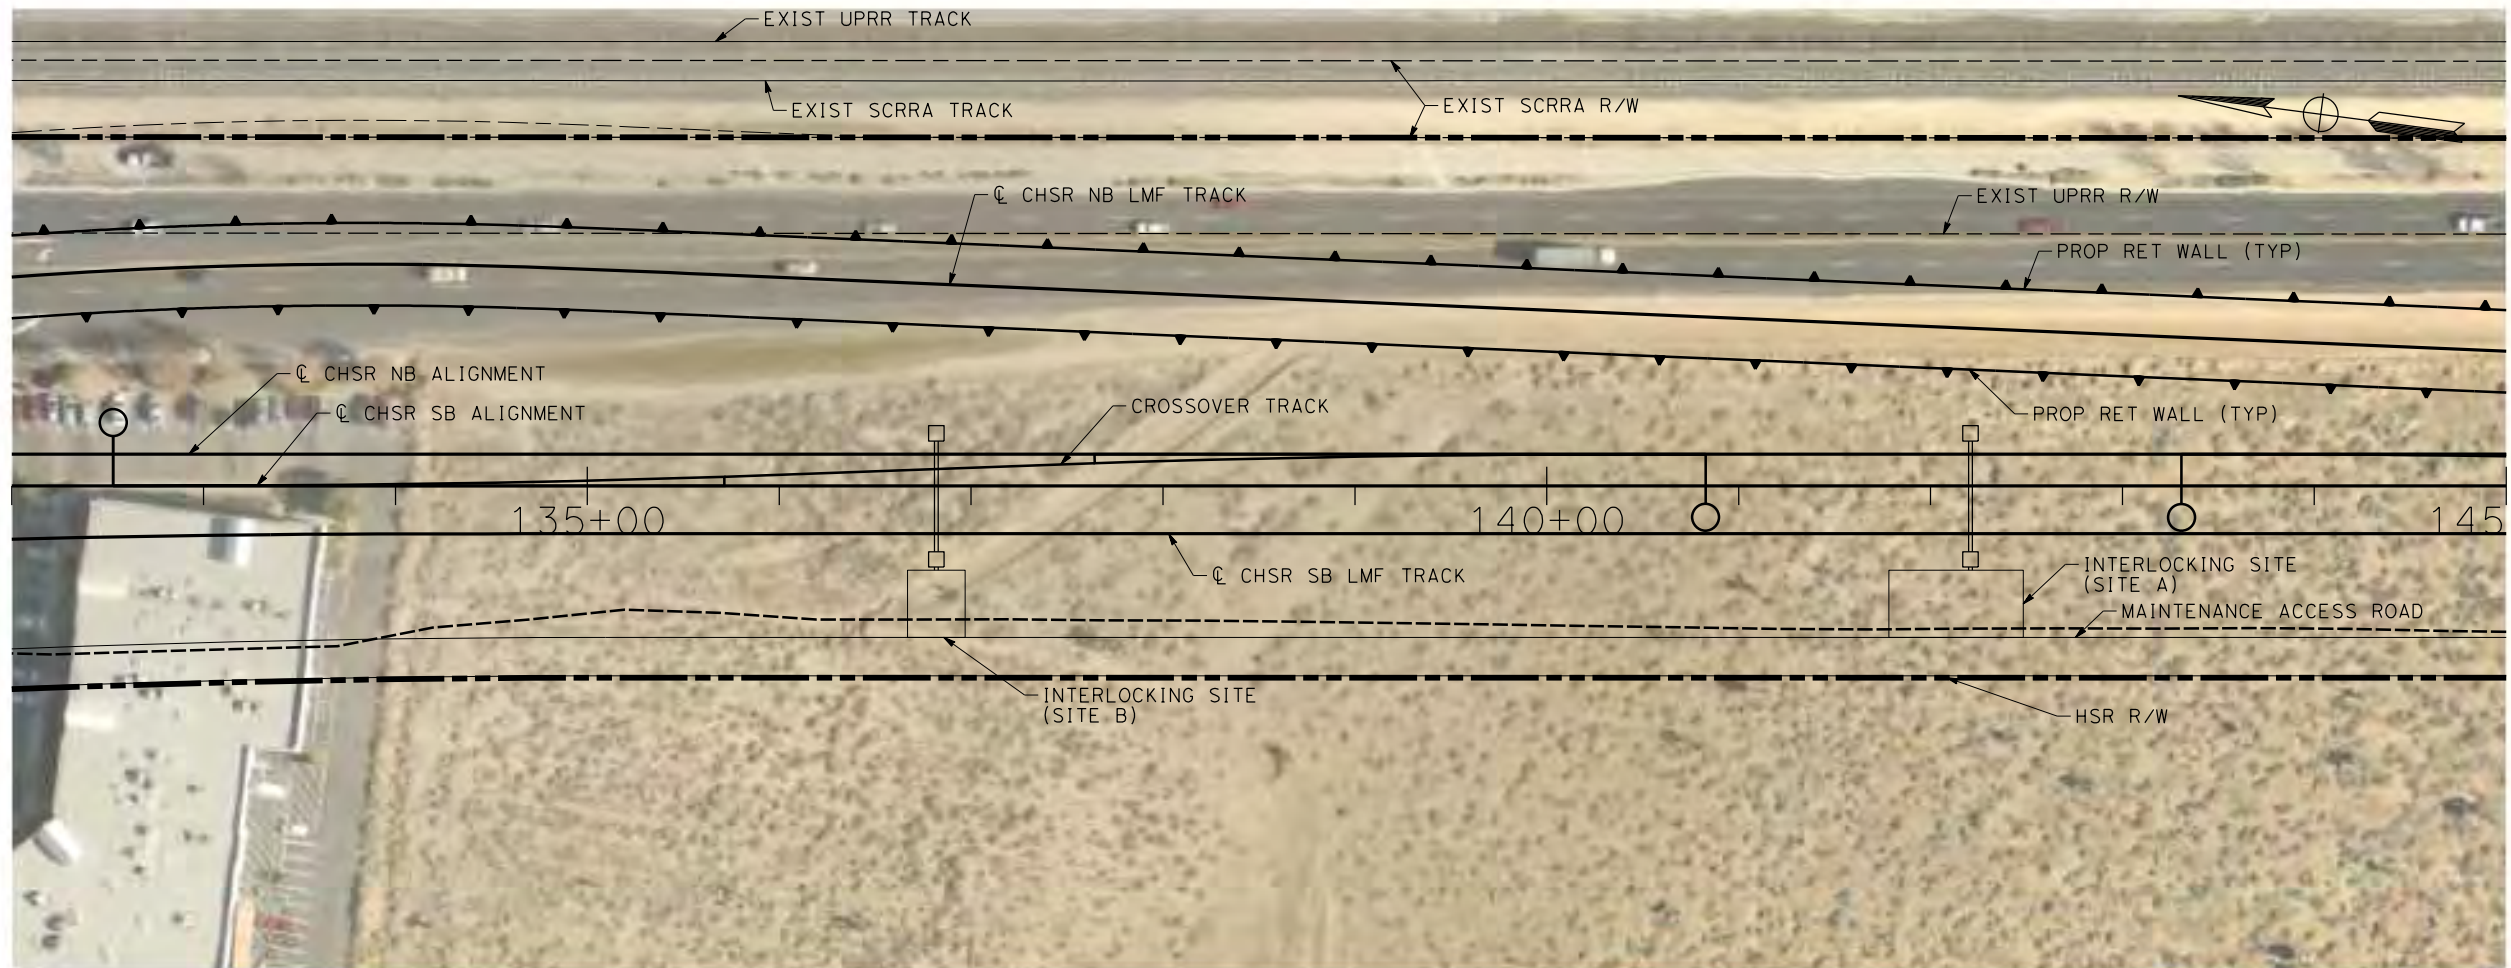 EXIST UPRR TRACK
EXIST SCRRA TRACK
EXIST SCRRA R/W
℄ CHSR NB LMF TRACK
EXIST UPRR R/W
PROP RET WALL (TYP)
℄ CHSR NB ALIGNMENT
℄ CHSR SB ALIGNMENT
CROSSOVER TRACK
PROP RET WALL (TYP)
135+00
140+00
145
℄ CHSR SB LMF TRACK
INTERLOCKING SITE
(SITE A)
MAINTENANCE ACCESS ROAD
INTERLOCKING SITE
(SITE B)
HSR R/W